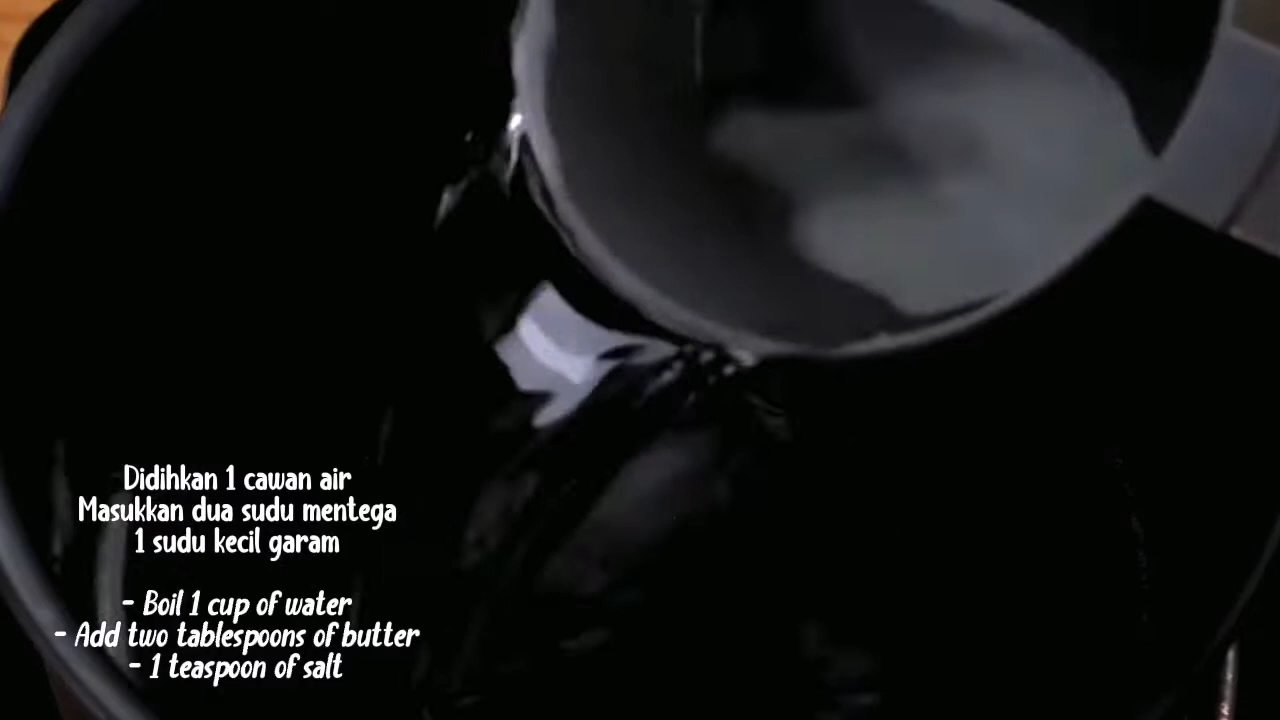 Didihkan 1 cawan air
Masukkan dua sudu mentega
1 sudu kecil garam
- Boil 1 cup of water
- Add two tablespoons of butter
- 1 teaspoon of salt